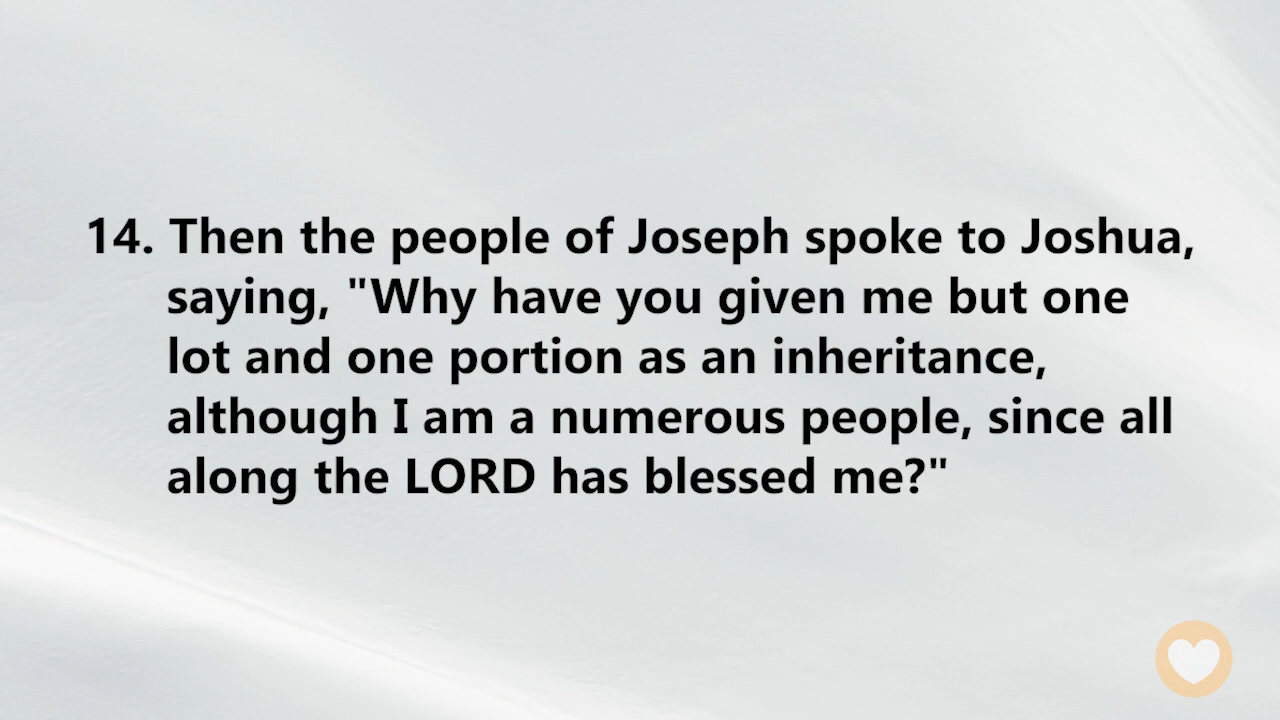 14. Then the people of Joseph spoke to Joshua,
saying, "Why have you given me but one
lot and one portion as an inheritance,
although I am a numerous people, since all
along the LORD has blessed me?"